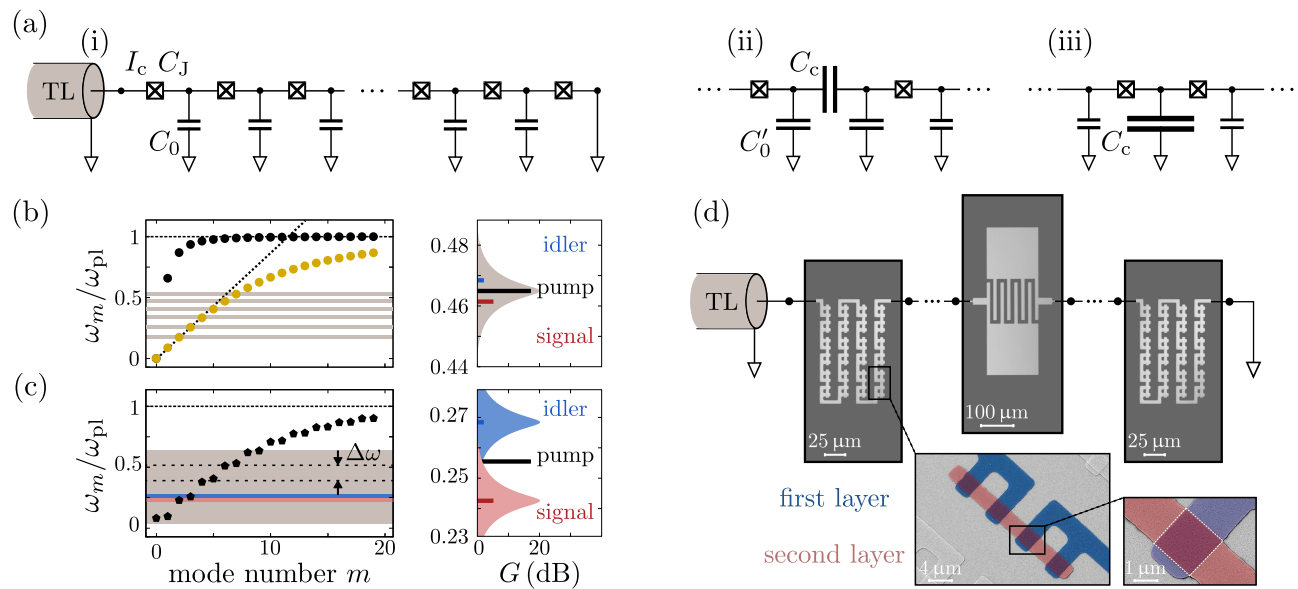 (a)
(i)
TL
I_c C_J
C_0
...
(ii)
C_c
C_0'
... ...
(iii)
C_c
... ...
(b)
ω_m/ω_pl
1
0.5
0
0.48
0.46
0.44
idler
pump
signal
(c)
ω_m/ω_pl
1
0.5
0
Δω
0 10 20
mode number m
0.27
0.25
0.23
idler
pump
signal
0 20 40
G (dB)
(d)
TL
... ...
25 μm
100 μm
25 μm
first layer
second layer
4 μm
1 μm